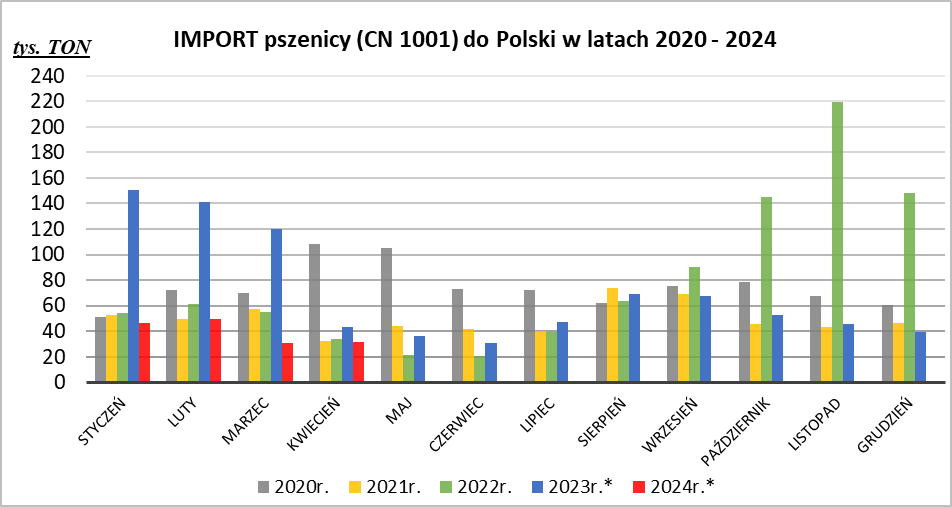 IMPORT pszenicy (CN 1001) do Polski w latach 2020 - 2024
tys. TON
240
220
200
180
160
140
120
100
80
60
40
20
0
STYCZEŃ
LUTY
MARZEC
KWIECIEŃ
MAJ
CZERWIEC
LIPIEC
SIERPIEŃ
WRZESIEŃ
PAŹDZIERNIK
LISTOPAD
GRUDZIEŃ
2020r. 2021r. 2022r. 2023r.* 2024r.*